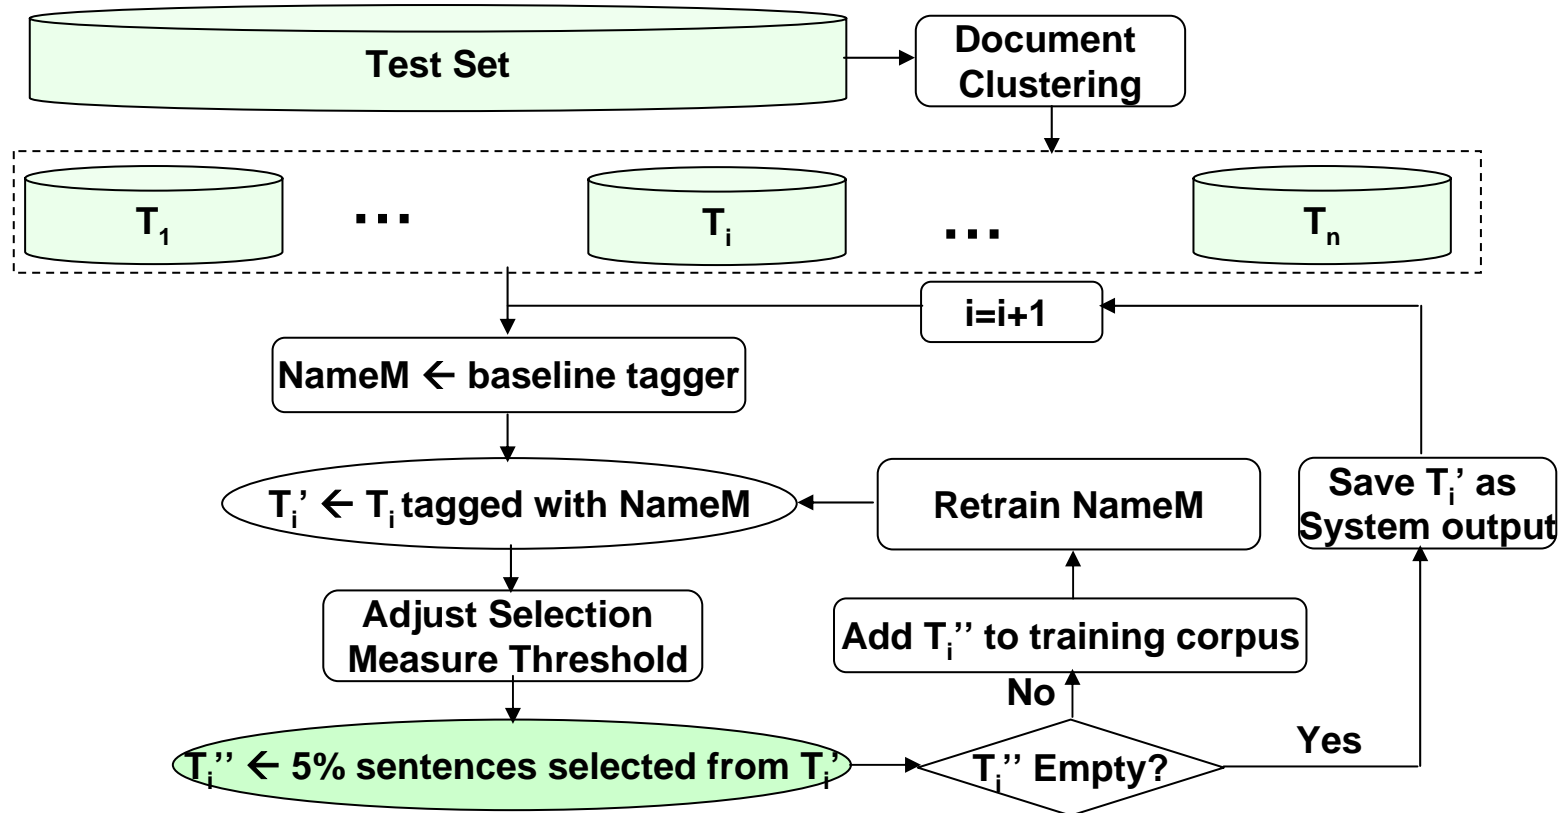 Test Set
Document
Clustering
T1
...
Ti
...
Tn
i=i+1
NameM ← baseline tagger
Ti' ← Ti tagged with NameM
Retrain NameM
Save Ti' as
System output
Adjust Selection
Measure Threshold
Add Ti'' to training corpus
No
Yes
Ti'' ← 5% sentences selected from Ti'
Ti'' Empty?